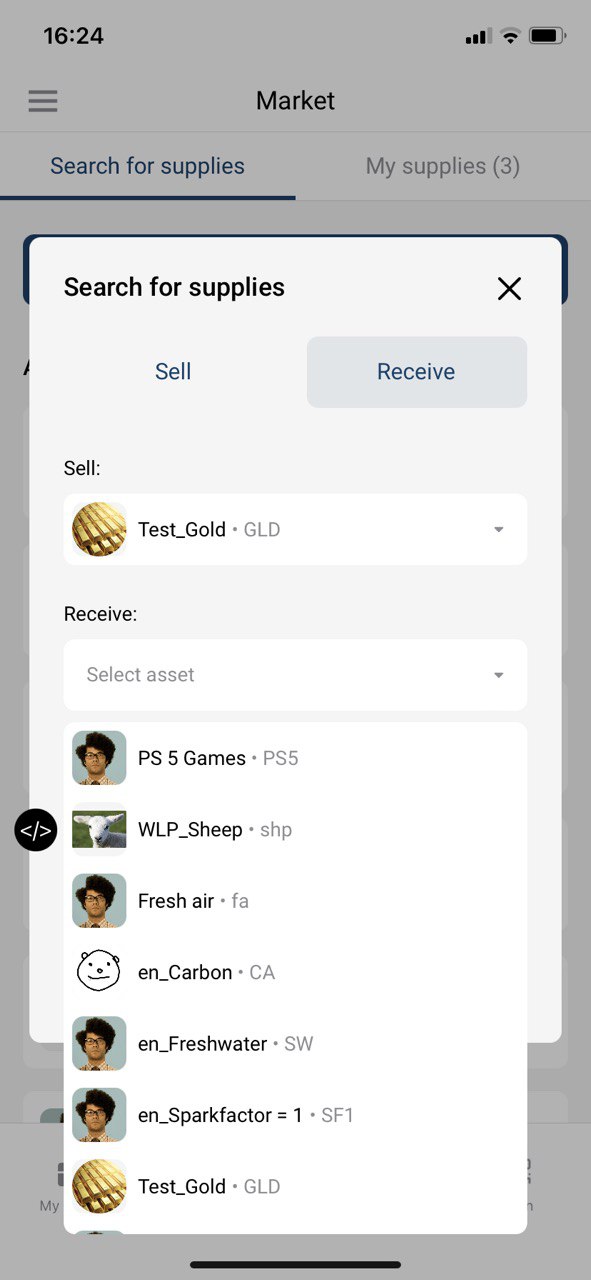 16:24
Market
Search for supplies
My supplies (3)
Search for supplies
Sell
Receive
Sell:
Test_Gold • GLD
Receive:
Select asset
PS 5 Games • PS5
WLP_Sheep • shp
</>
Fresh air • fa
en_Carbon • CA
en_Freshwater • SW
en_Sparkfactor = 1 • SF1
Test_Gold • GLD
My